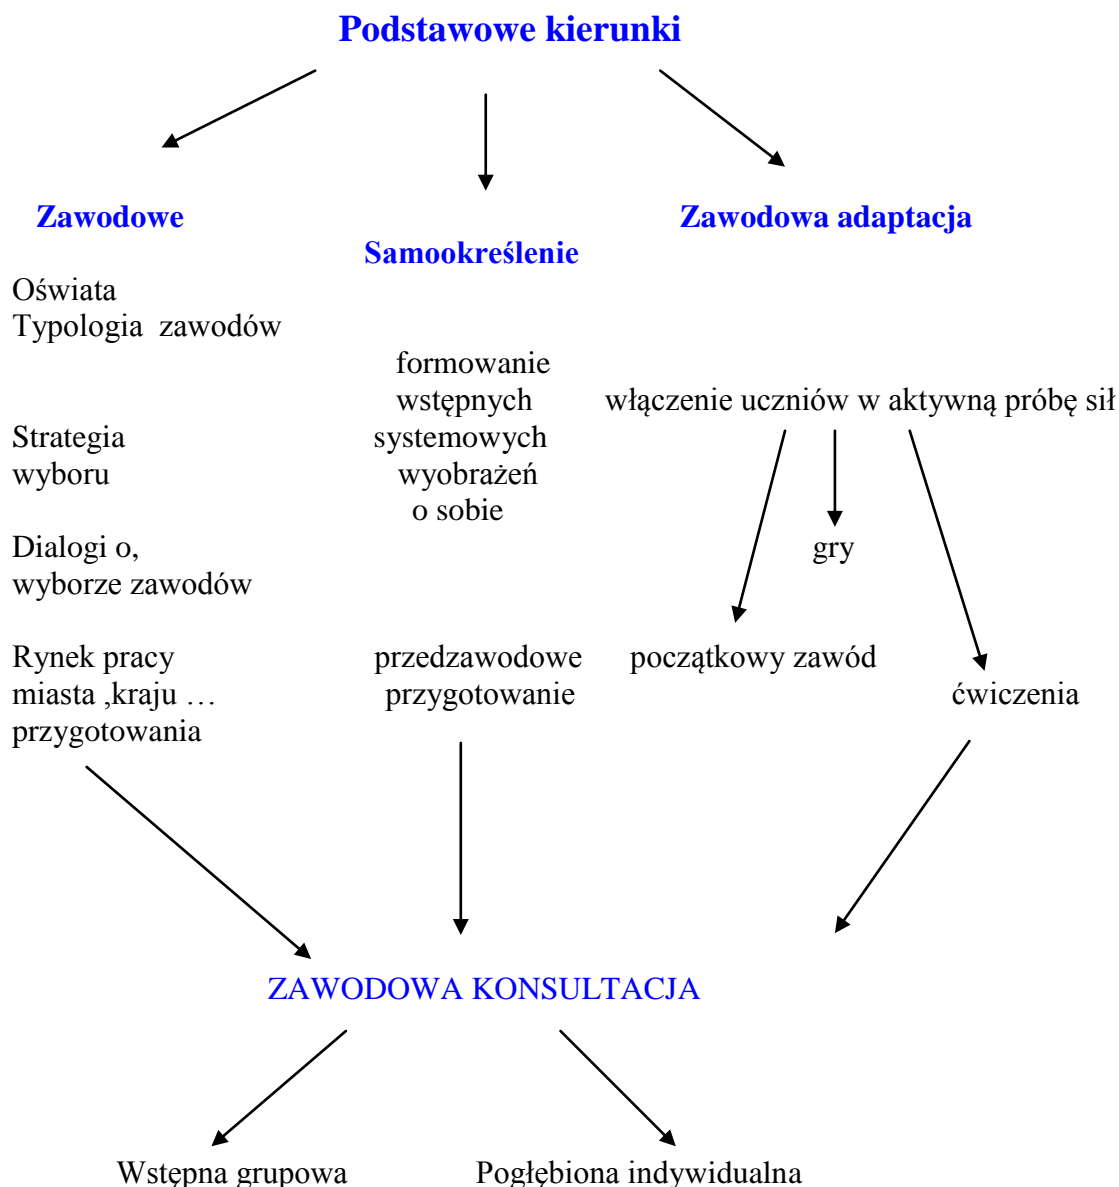 Podstawowe kierunki
Zawodowe
Samookreślenie
Zawodowa adaptacja
Oświata
Typologia zawodów
Strategia
wyboru
Dialogi o,
wyborze zawodów
Rynek pracy
miasta ,kraju …
przygotowania
formowanie
wstępnych
systemowych
wyobrażeń
o sobie
przedzawodowe
przygotowanie
włączenie uczniów w aktywną próbę sił
gry
początkowy zawód
ćwiczenia
ZAWODOWA KONSULTACJA
Wstępna grupowa
Pogłębiona indywidualna